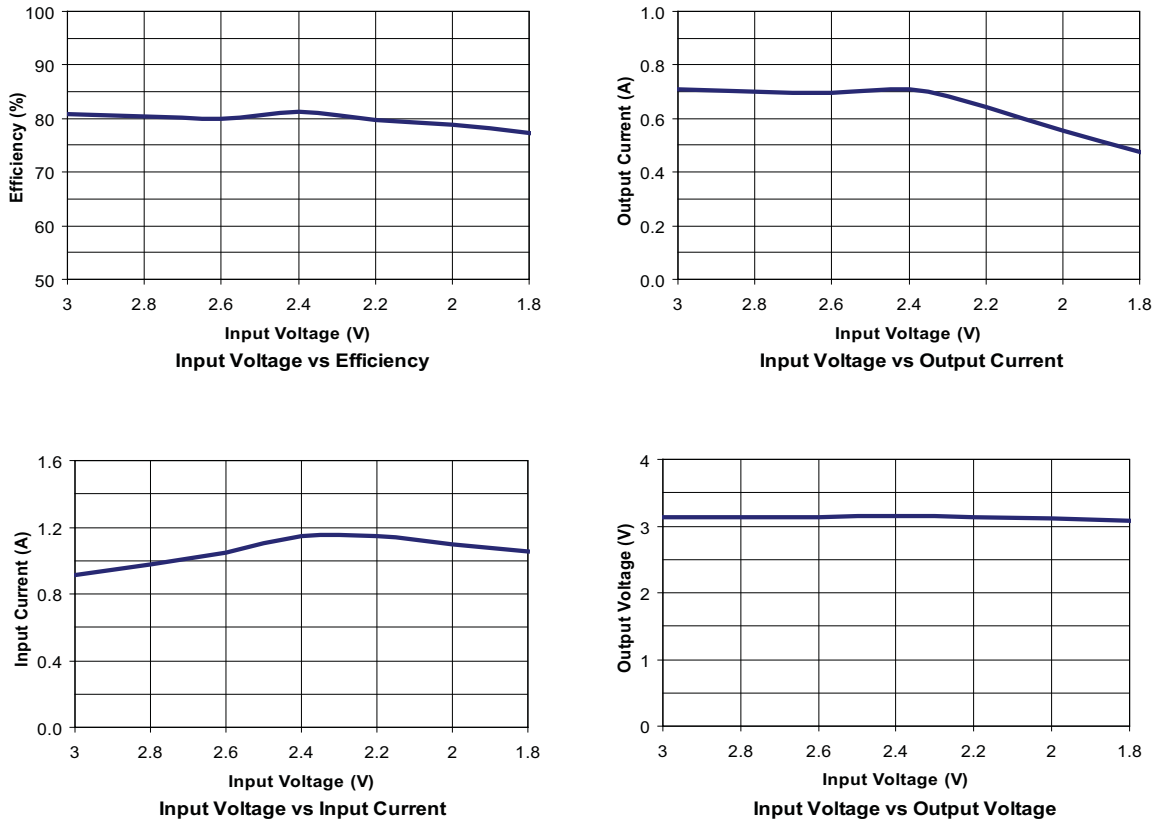 100
90
80
70
60
50
Efficiency (%)
3 2.8 2.6 2.4 2.2 2 1.8
Input Voltage (V)
Input Voltage vs Efficiency
1.0
0.8
0.6
0.4
0.2
0.0
Output Current (A)
3 2.8 2.6 2.4 2.2 2 1.8
Input Voltage (V)
Input Voltage vs Output Current
1.6
1.2
0.8
0.4
0.0
Input Current (A)
3 2.8 2.6 2.4 2.2 2 1.8
Input Voltage (V)
Input Voltage vs Input Current
4
3
2
1
0
Output Voltage (V)
3 2.8 2.6 2.4 2.2 2 1.8
Input Voltage (V)
Input Voltage vs Output Voltage